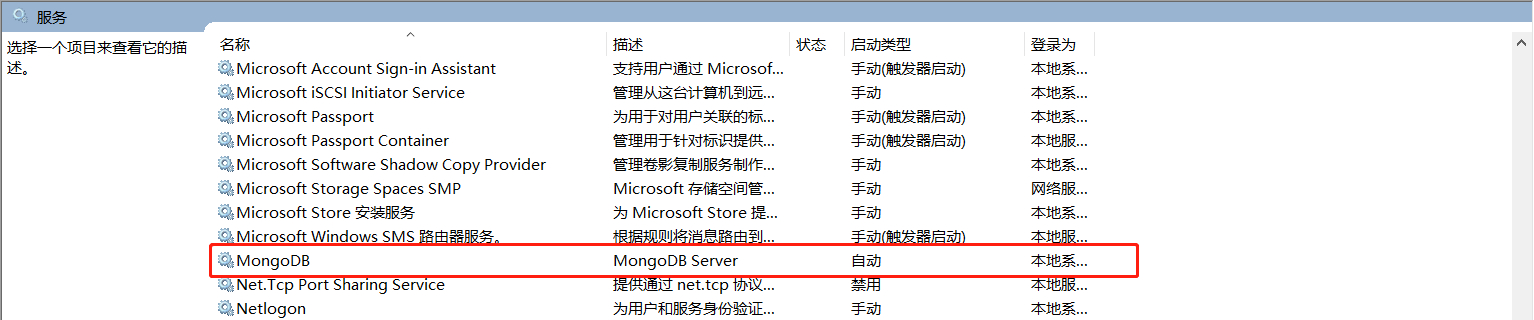 服务
选择一个项目来查看它的描
述。
名称 描述 状态 启动类型 登录为
Microsoft Account Sign-in Assistant 支持用户通过 Microsof... 手动(触发器启动) 本地系...
Microsoft iSCSI Initiator Service 管理从这台计算机到远... 手动 本地系...
Microsoft Passport 为用于对用户关联的标... 手动(触发器启动) 本地系...
Microsoft Passport Container 管理用于针对标识提供... 手动(触发器启动) 本地服...
Microsoft Software Shadow Copy Provider 管理卷影复制服务制作... 手动 本地系...
Microsoft Storage Spaces SMP Microsoft 存储空间管... 手动 网络服...
Microsoft Store 安装服务 为 Microsoft Store 提... 手动 本地系...
Microsoft Windows SMS 路由器服务。 根据规则将消息路由到... 手动(触发器启动) 本地服...
MongoDB MongoDB Server 自动 本地系...
Net.Tcp Port Sharing Service 提供通过 net.tcp 协议... 禁用 本地服...
Netlogon 为用户和服务身份验证... 手动 本地系...